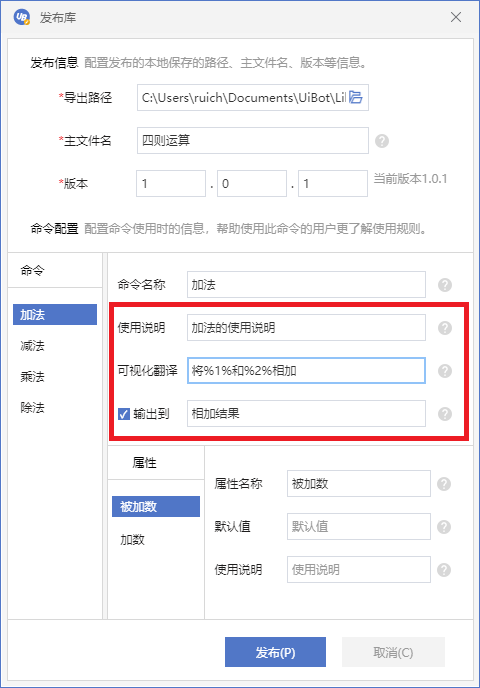 UB 发布库
发布信息 配置发布的本地保存的路径、主文件名、版本等信息。
*导出路径 C:\Users\ruich\Documents\UiBot\Lil
*主文件名 四则运算 ?
*版本 1 . 0 . 1 当前版本1.0.1
命令配置 配置命令使用时的信息，帮助使用此命令的用户更了解使用规则。
命令
加法
减法
乘法
除法
命令名称 加法 ?
使用说明 加法的使用说明 ?
可视化翻译 将%1%和%2%相加 ?
输出到 相加结果 ?
属性
被加数
加数
属性名称 被加数 ?
默认值 默认值 ?
使用说明 使用说明 ?
发布(P) 取消(C)